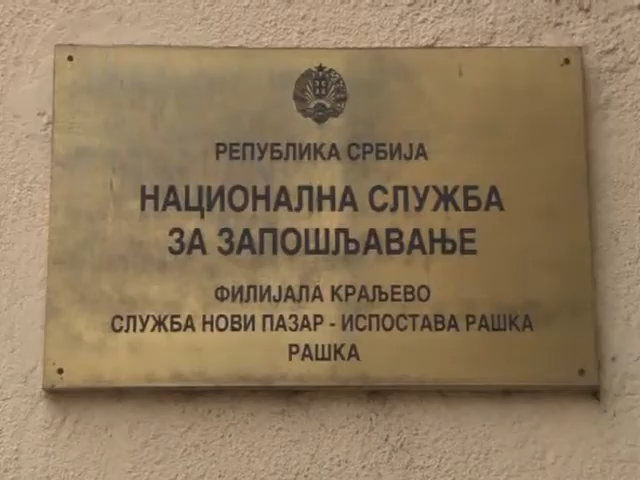 РЕПУБЛИКА СРБИЈА
НАЦИОНАЛНА СЛУЖБА
ЗА ЗАПОШЉАВАЊЕ
ФИЛИЈАЛА КРАЉЕВО
СЛУЖБА НОВИ ПАЗАР - ИСПОСТАВА РАШКА
РАШКА